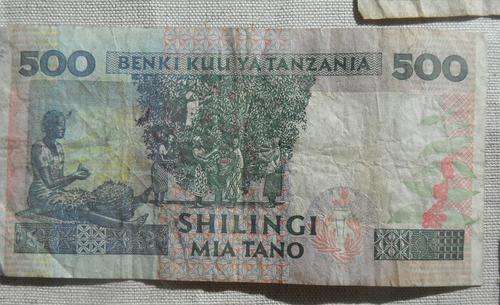 500 BENKI KUU YA TANZANIA 500
SHILINGI
MIA TANO